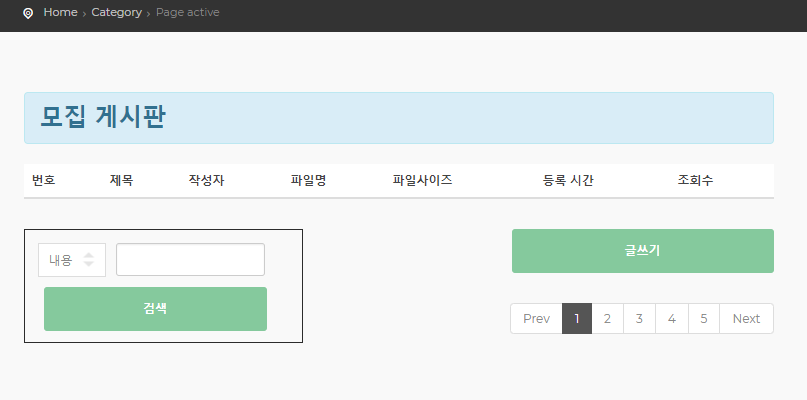 Home › Category › Page active
모집 게시판
번호 제목 작성자 파일명 파일사이즈 등록 시간 조회수
내용
글쓰기
검색
Prev 1 2 3 4 5 Next